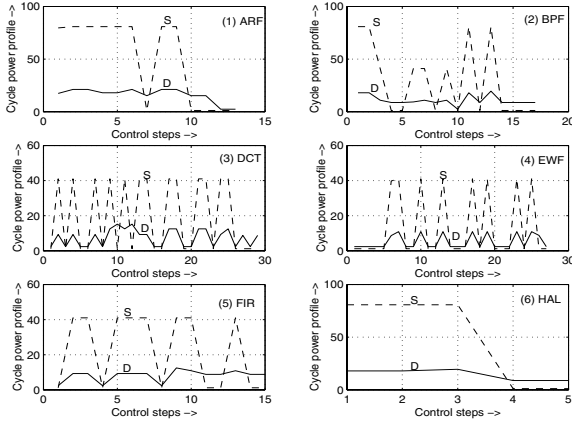 (1) ARF
Cycle power profile –>
100
50
0
S
D
0 5 10 15
Control steps –>
(2) BPF
Cycle power profile –>
100
50
0
S
D
0 5 10 15 20
Control steps –>
(3) DCT
Cycle power profile –>
60
40
20
0
S
D
0 10 20 30
Control steps –>
(4) EWF
Cycle power profile –>
60
40
20
0
S
D
0 10 20 30
Control steps –>
(5) FIR
Cycle power profile –>
60
40
20
0
S
D
0 5 10 15
Control steps –>
(6) HAL
Cycle power profile –>
100
50
0
S
D
1 2 3 4 5
Control steps –>